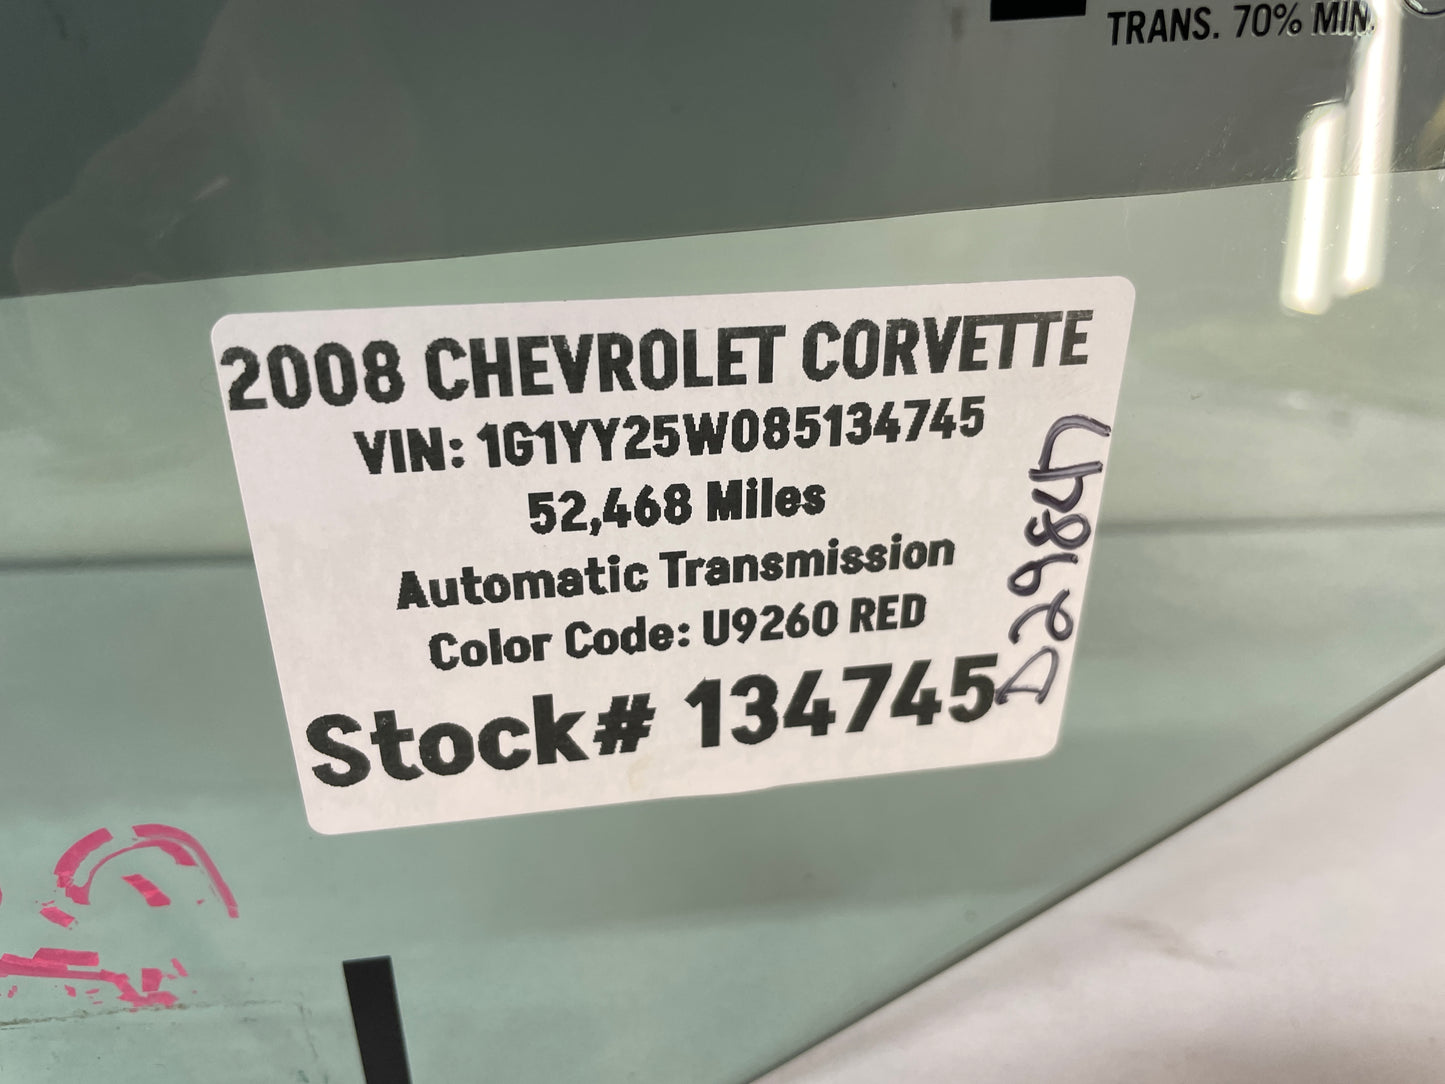 TRANS. 70% MIN.
2008 CHEVROLET CORVETTE
VIN: 1G1YY25W085134745
52,468 Miles
Automatic Transmission
Color Code: U9260 RED
Stock# 134745
D29847